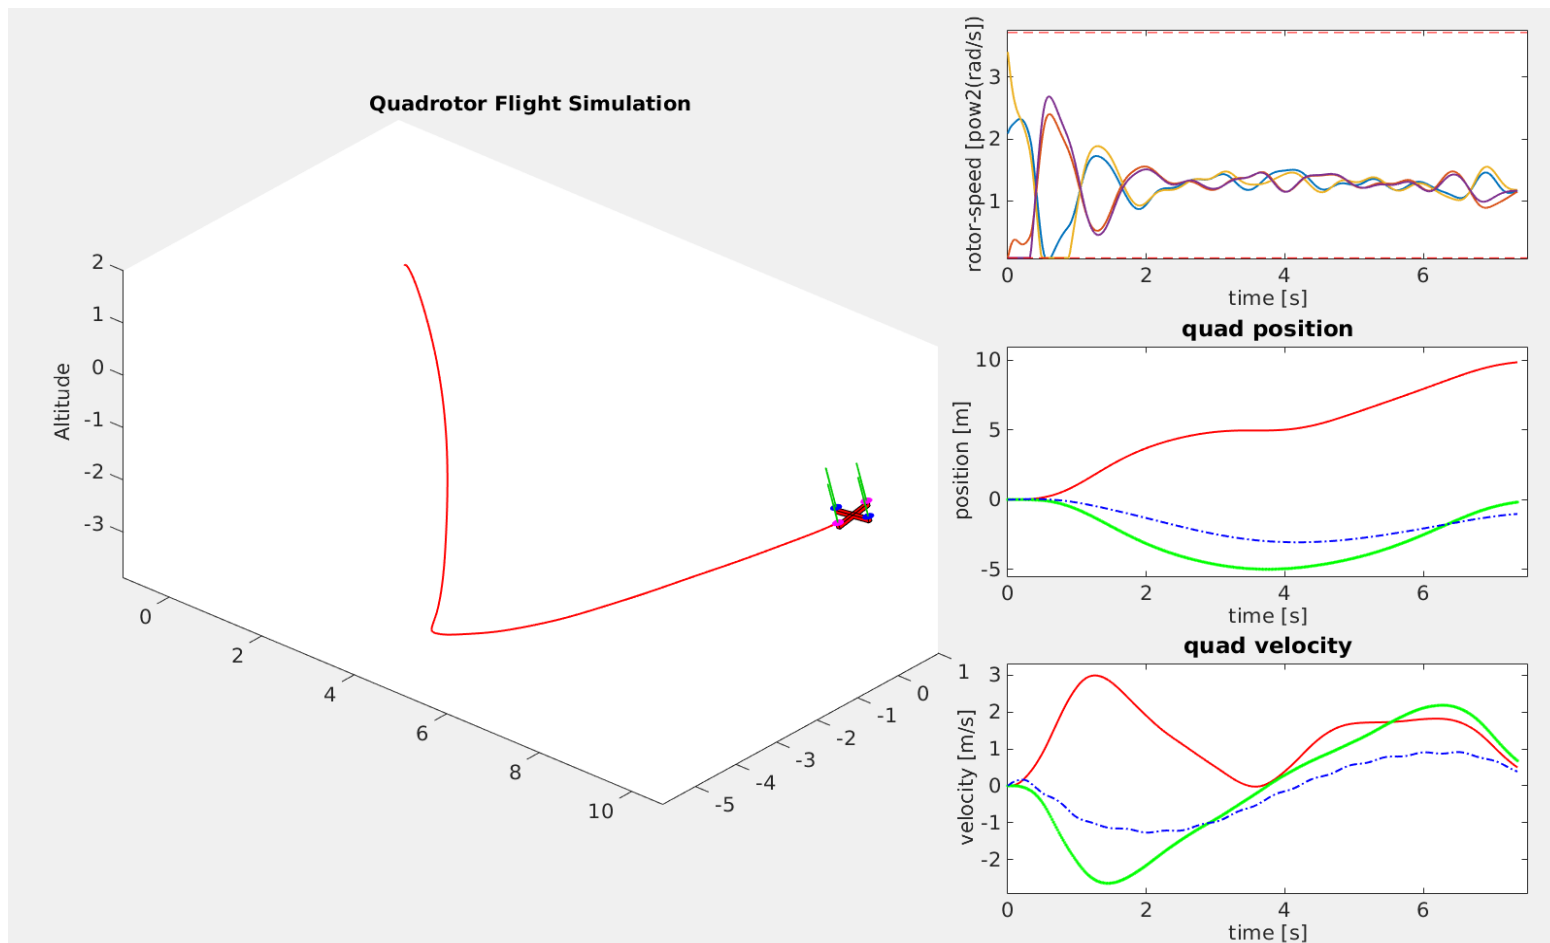 Quadrotor Flight Simulation
Altitude
2
1
0
-1
-2
-3
0
2
4
6
8
10
-5
-4
-3
-2
-1
0
1
rotor-speed [pow2(rad/s])
3
2
1
0 2 4 6
time [s]
quad position
position [m]
10
5
0
-5
0 2 4 6
time [s]
quad velocity
velocity [m/s]
3
2
1
0
-1
-2
0 2 4 6
time [s]